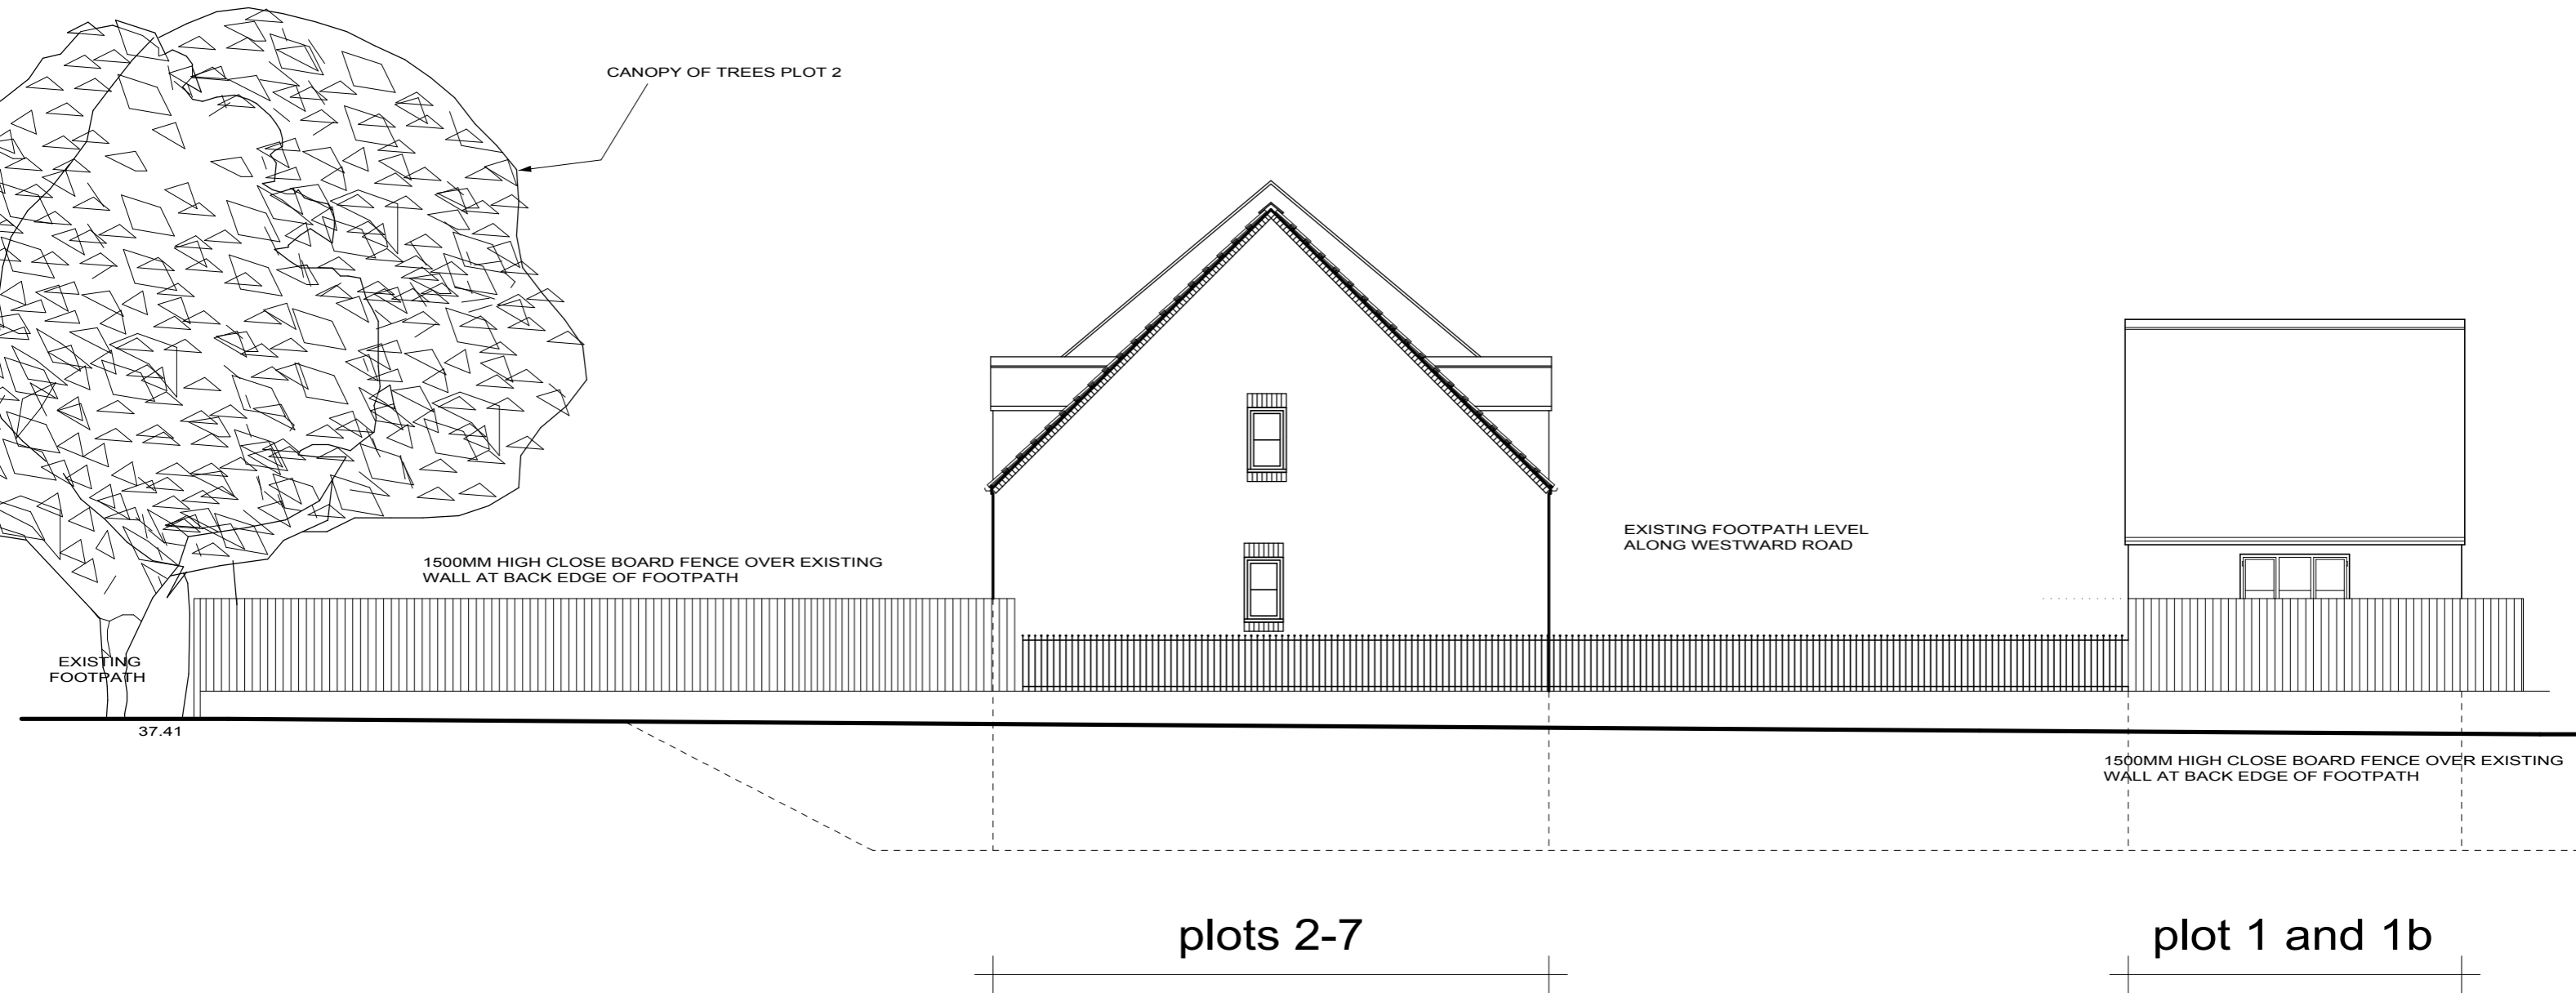 CANOPY OF TREES PLOT 2
EXISTING FOOTPATH LEVEL
ALONG WESTWARD ROAD
1500MM HIGH CLOSE BOARD FENCE OVER EXISTING
WALL AT BACK EDGE OF FOOTPATH
EXISTING
FOOTPATH
37.41
1500MM HIGH CLOSE BOARD FENCE OVER EXISTING
WALL AT BACK EDGE OF FOOTPATH
plots 2-7
plot 1 and 1b